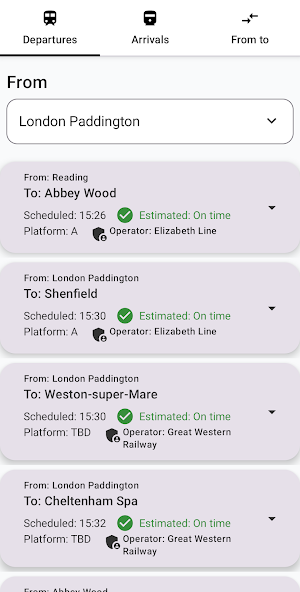 Departures
Arrivals
From to
From
London Paddington
From: Reading
To: Abbey Wood
Scheduled: 15:26 Estimated: On time
Platform: A Operator: Elizabeth Line
From: London Paddington
To: Shenfield
Scheduled: 15:30 Estimated: On time
Platform: A Operator: Elizabeth Line
From: London Paddington
To: Weston-super-Mare
Scheduled: 15:30 Estimated: On time
Platform: TBD Operator: Great Western
Railway
From: London Paddington
To: Cheltenham Spa
Scheduled: 15:32 Estimated: On time
Platform: TBD Operator: Great Western
Railway
From: Abbey Wood